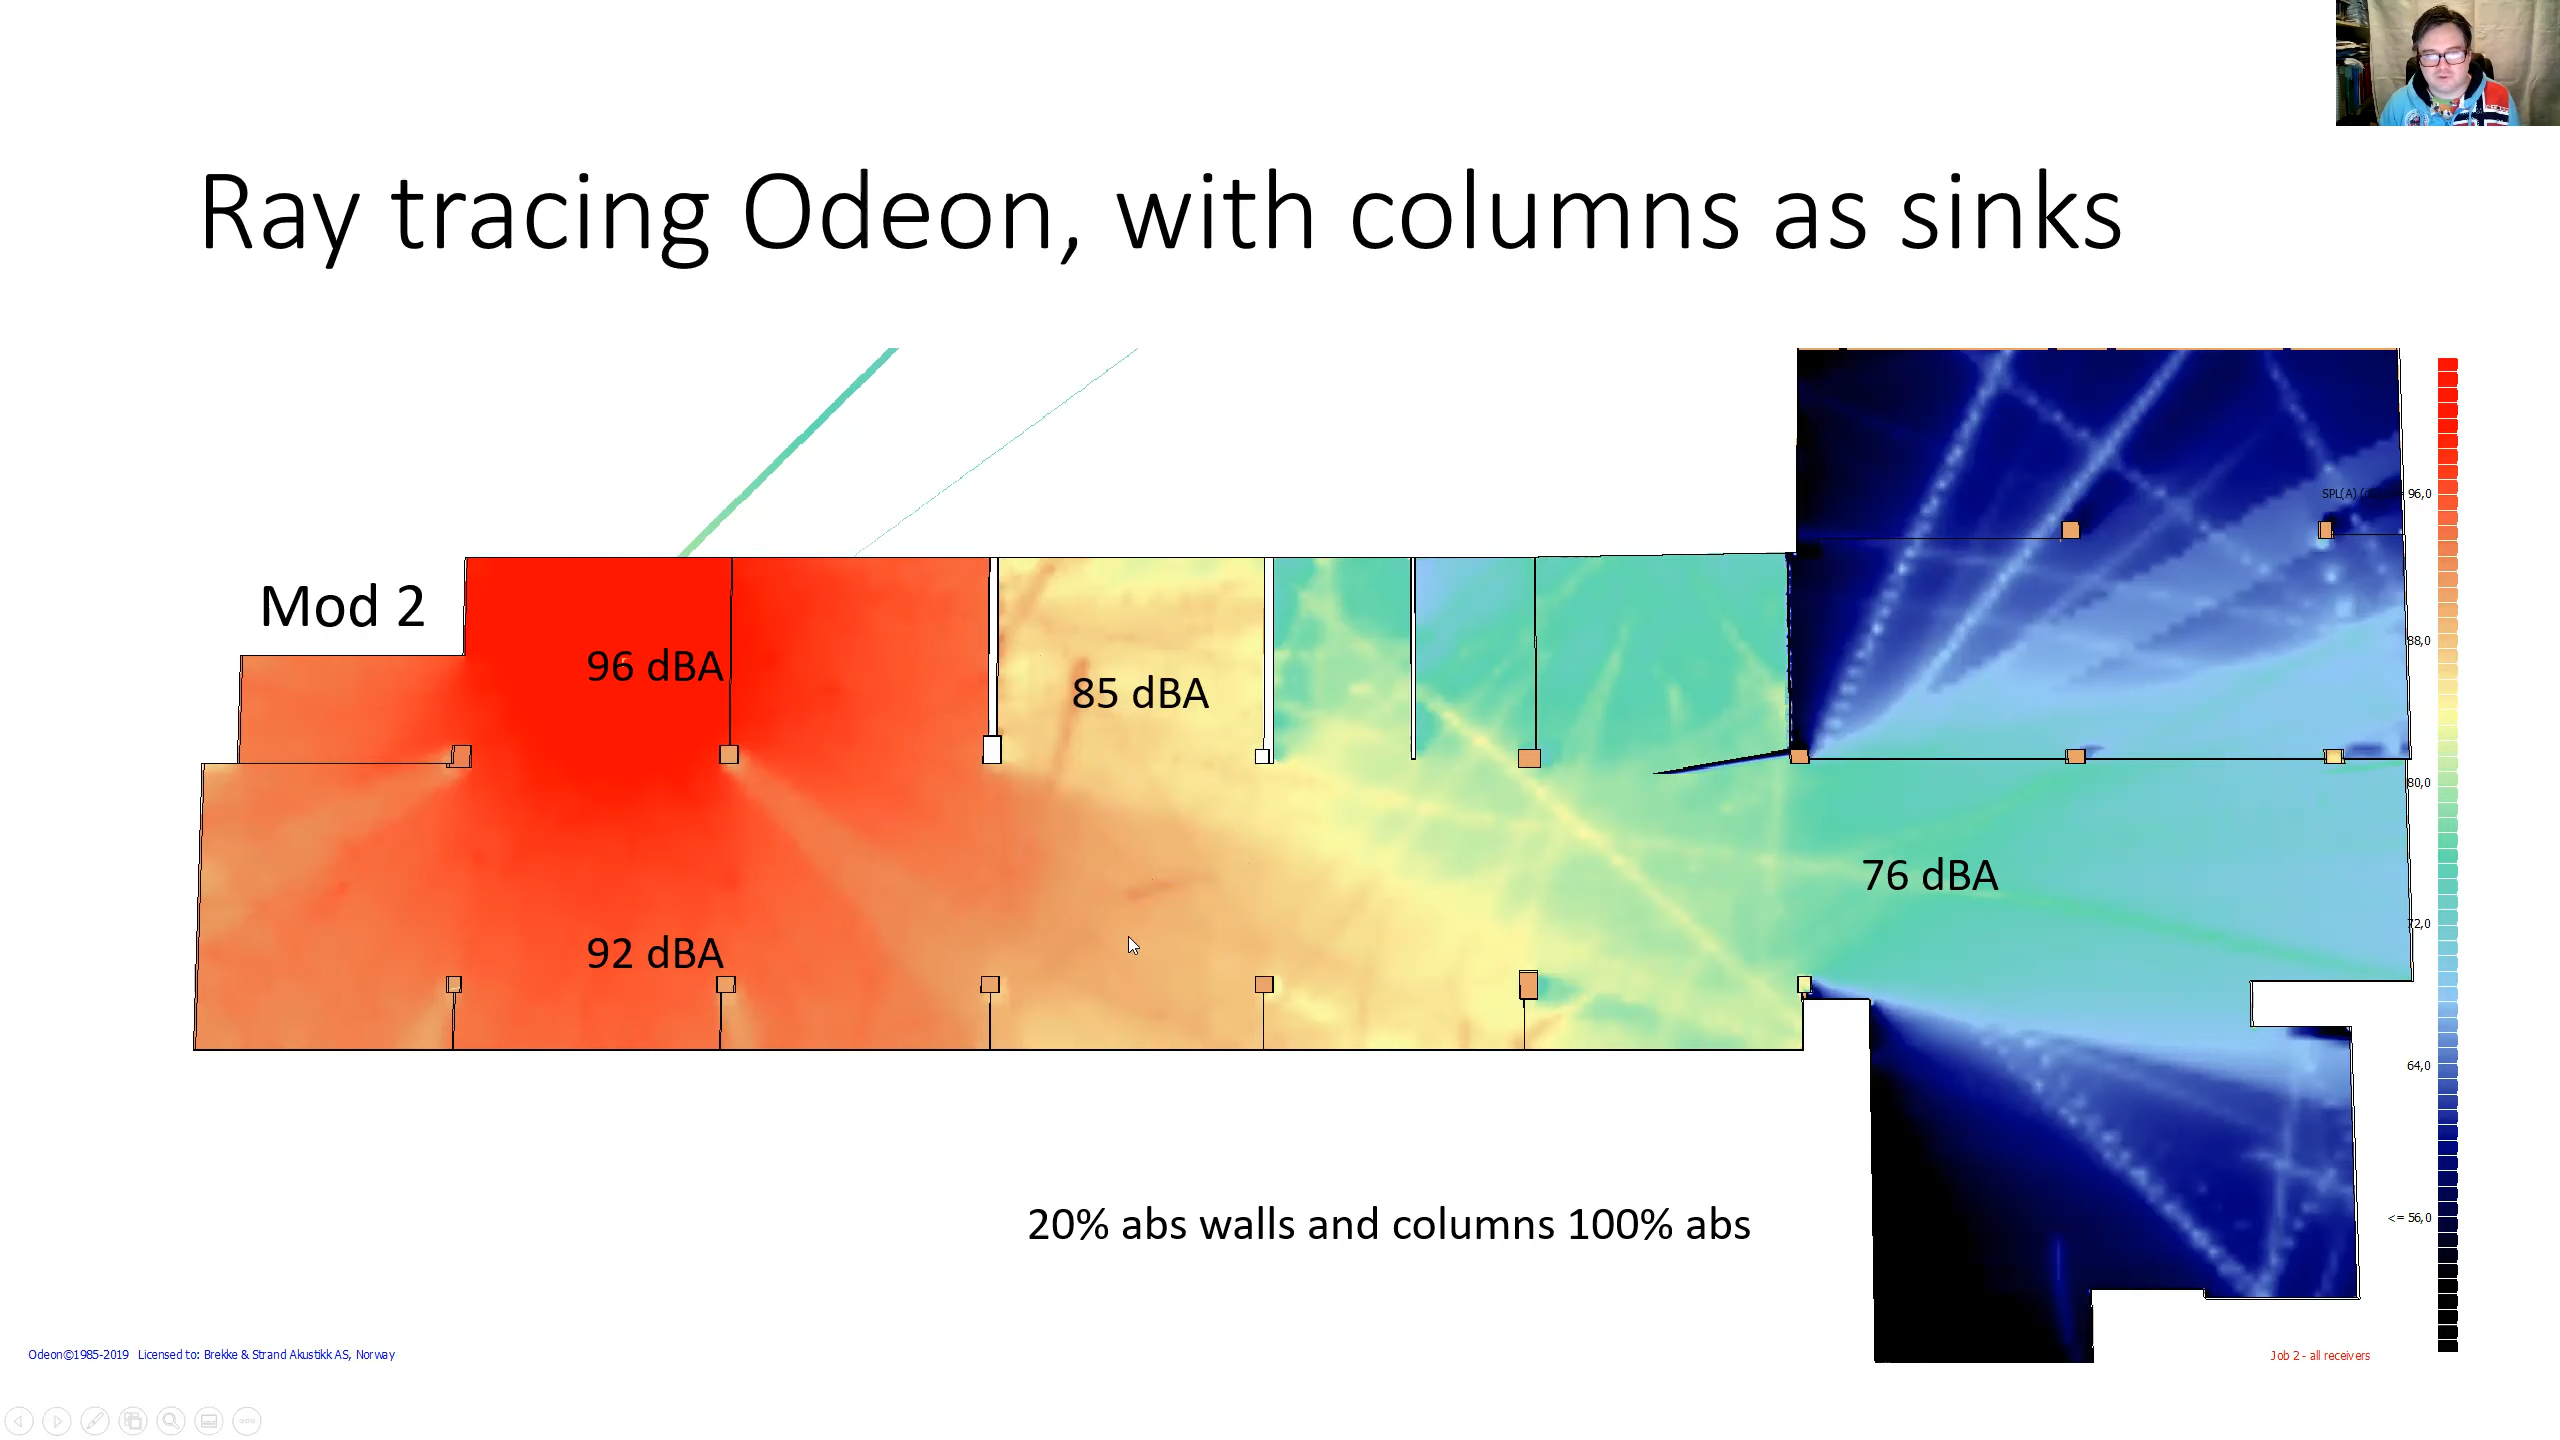 Ray tracing Odeon, with columns as sinks
SPL(A)
96,0
Mod 2
88,0
96 dBA
85 dBA
80,0
76 dBA
72,0
92 dBA
64,0
20% abs walls and columns 100% abs
<= 56,0
Odeon©1985-2019 Licensed to: Brekke & Strand Akustikk AS, Norway
Job 2 - all receivers